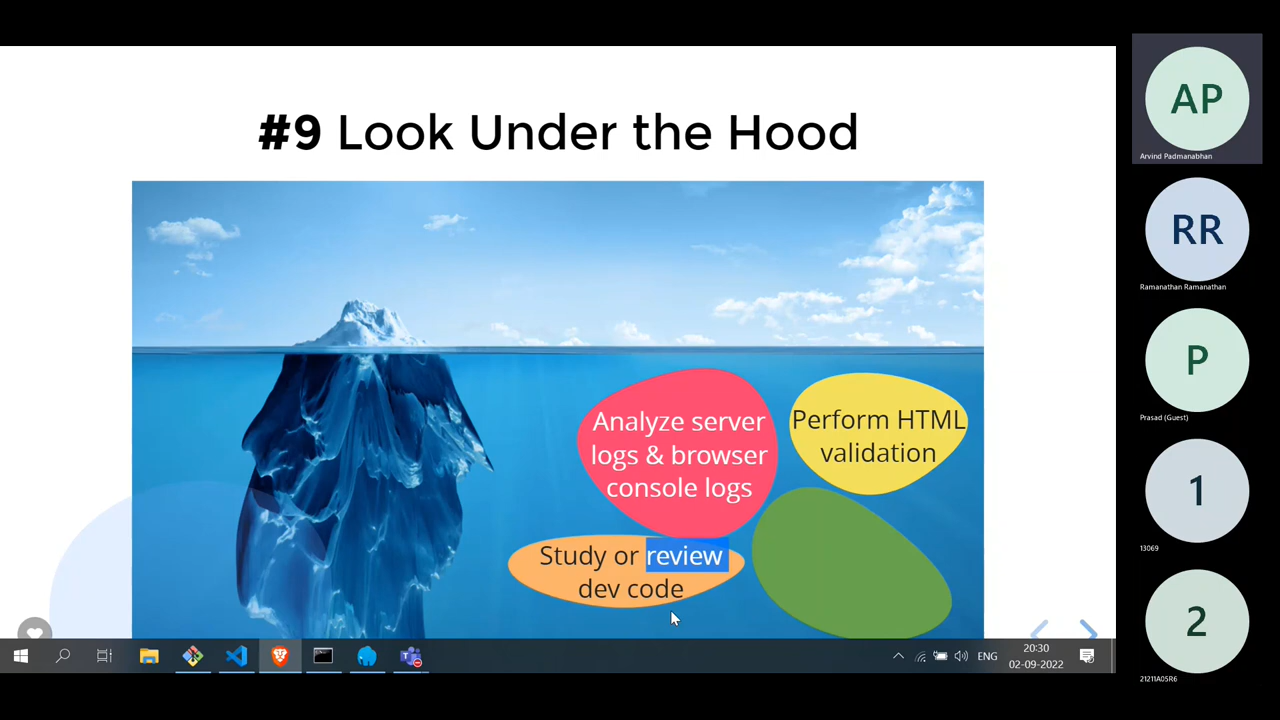 #9 Look Under the Hood
Analyze server
logs & browser
console logs
Perform HTML
validation
Study or review
dev code
AP
Arvind Padmanabhan
RR
Ramanathan Ramanathan
P
Prasad (Guest)
1
13069
2
21211A05R6
ENG
20:30
02-09-2022